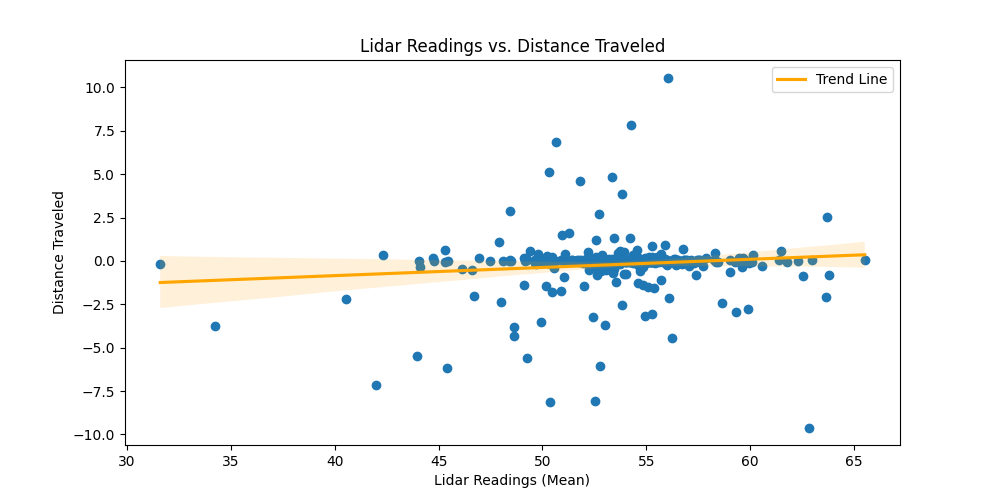 Lidar Readings vs. Distance Traveled
Trend Line
10.0
7.5
5.0
2.5
0.0
−2.5
−5.0
−7.5
−10.0
Distance Traveled
30 35 40 45 50 55 60 65
Lidar Readings (Mean)